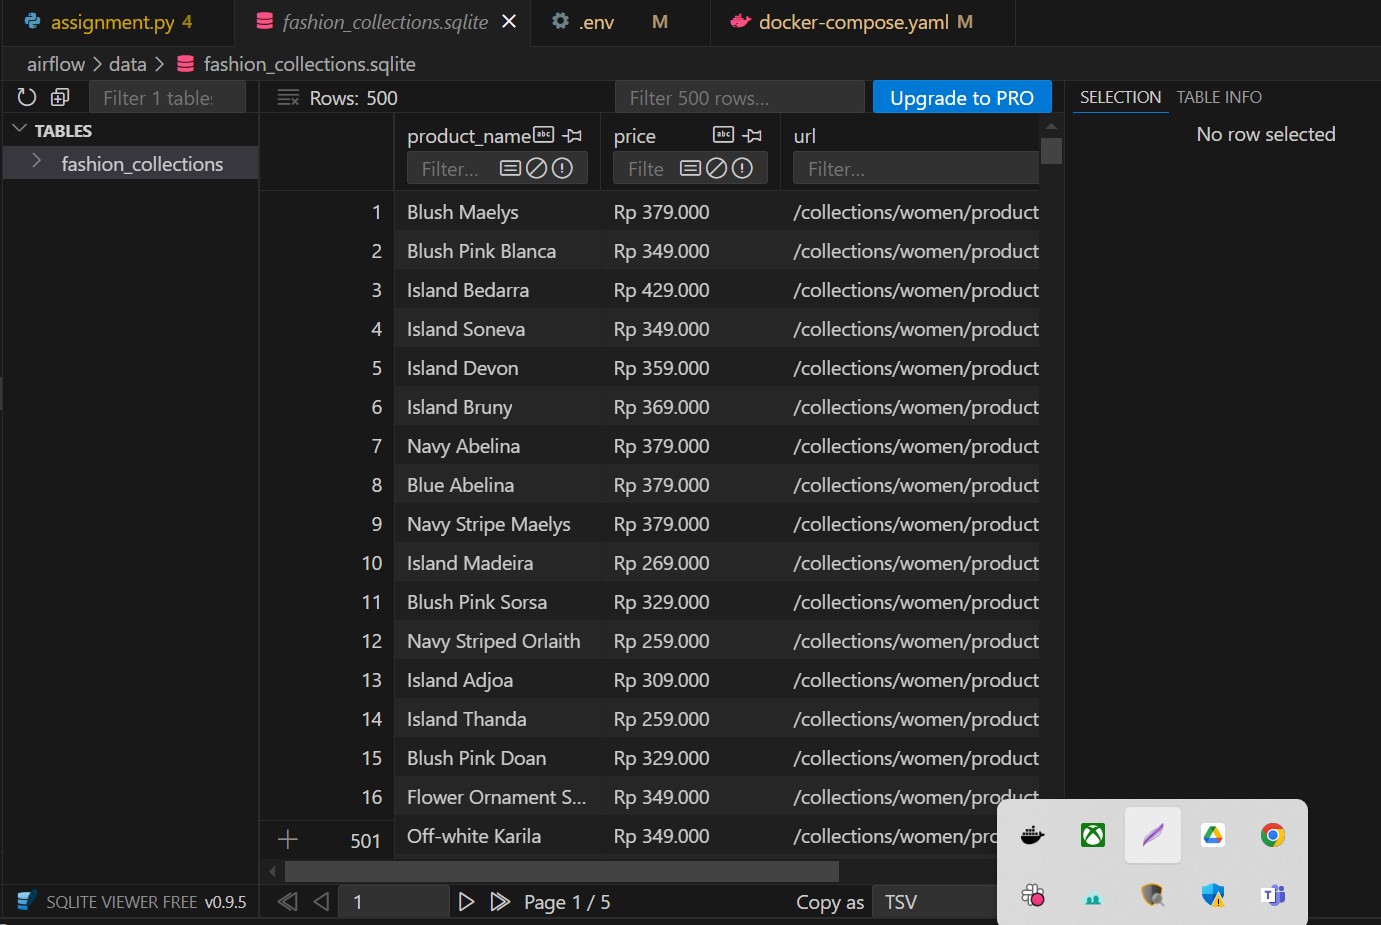 assignment.py 4 fashion_collections.sqlite .env M docker-compose.yaml M
airflow > data > fashion_collections.sqlite
Filter 1 table: Rows: 500 Filter 500 rows... Upgrade to PRO SELECTION TABLE INFO
TABLES
fashion_collections
No row selected
product_name abc price abc url
Filter... Filte Filter...
1 Blush Maelys Rp 379.000 /collections/women/product
2 Blush Pink Blanca Rp 349.000 /collections/women/product
3 Island Bedarra Rp 429.000 /collections/women/product
4 Island Soneva Rp 349.000 /collections/women/product
5 Island Devon Rp 359.000 /collections/women/product
6 Island Bruny Rp 369.000 /collections/women/product
7 Navy Abelina Rp 379.000 /collections/women/product
8 Blue Abelina Rp 379.000 /collections/women/product
9 Navy Stripe Maelys Rp 379.000 /collections/women/product
10 Island Madeira Rp 269.000 /collections/women/product
11 Blush Pink Sorsa Rp 329.000 /collections/women/product
12 Navy Striped Orlaith Rp 259.000 /collections/women/product
13 Island Adjoa Rp 309.000 /collections/women/product
14 Island Thanda Rp 259.000 /collections/women/product
15 Blush Pink Doan Rp 329.000 /collections/women/product
16 Flower Ornament S... Rp 349.000 /collections/women/product
501 Off-white Karila Rp 349.000 /collections/women/pro
SQLITE VIEWER FREE v0.9.5 1 Page 1 / 5 Copy as TSV